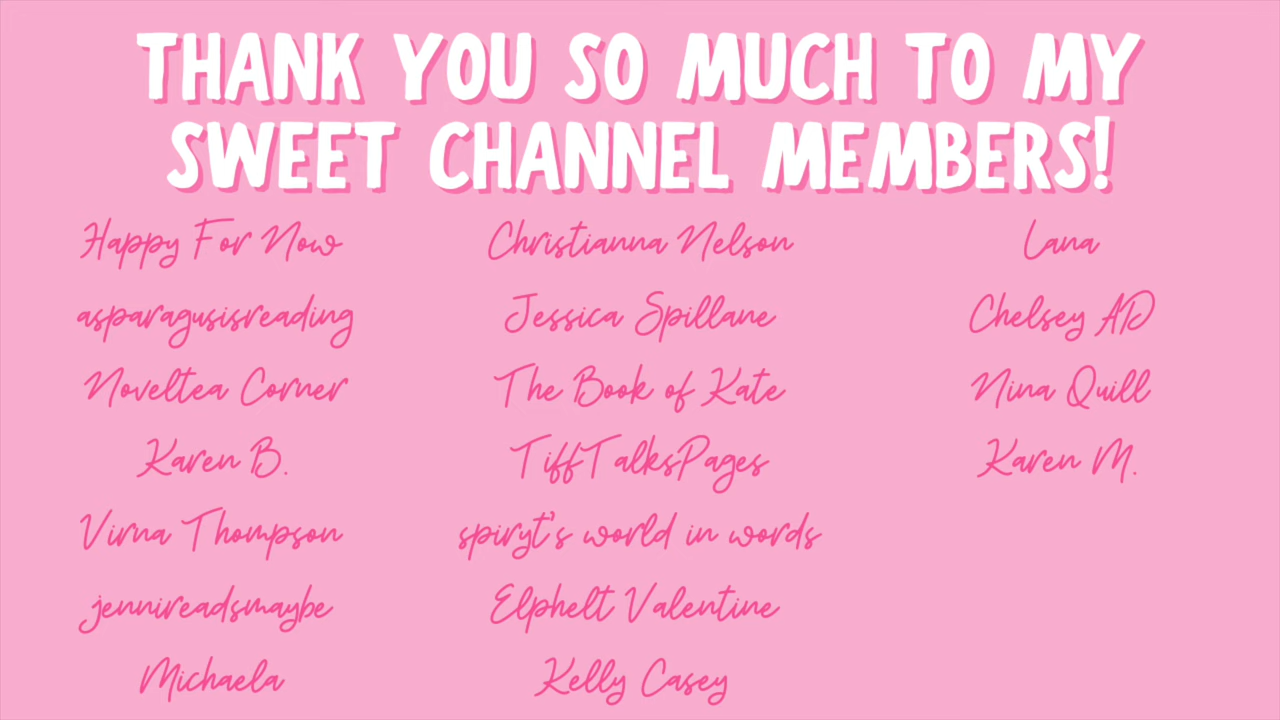 THANK YOU SO MUCH TO MY
SWEET CHANNEL MEMBERS!
Happy For Now
asparagusisreading
Noveltea Corner
Karen B.
Virna Thompson
jennireadsmaybe
Michaela
Christianna Nelson
Jessica Spillane
The Book of Kate
TiffTalksPages
spiryt's world in words
Elphelt Valentine
Kelly Casey
Lana
Chelsey AD
Nina Quill
Karen M.